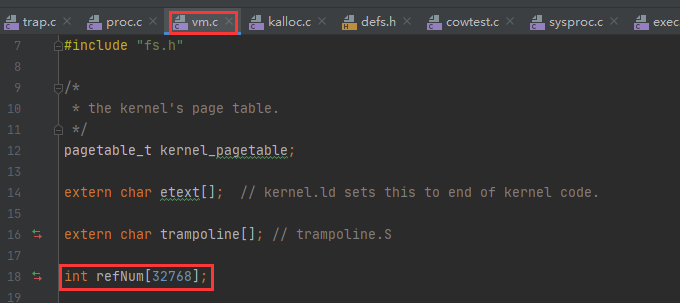 trap.c proc.c vm.c kalloc.c defs.h cowtest.c sysproc.c exec
7 #include "fs.h"
8
9 /*
10 * the kernel's page table.
11 */
12 pagetable_t kernel_pagetable;
13
14 extern char etext[]; // kernel.ld sets this to end of kernel code.
15
16 extern char trampoline[]; // trampoline.S
17
18 int refNum[32768];
19